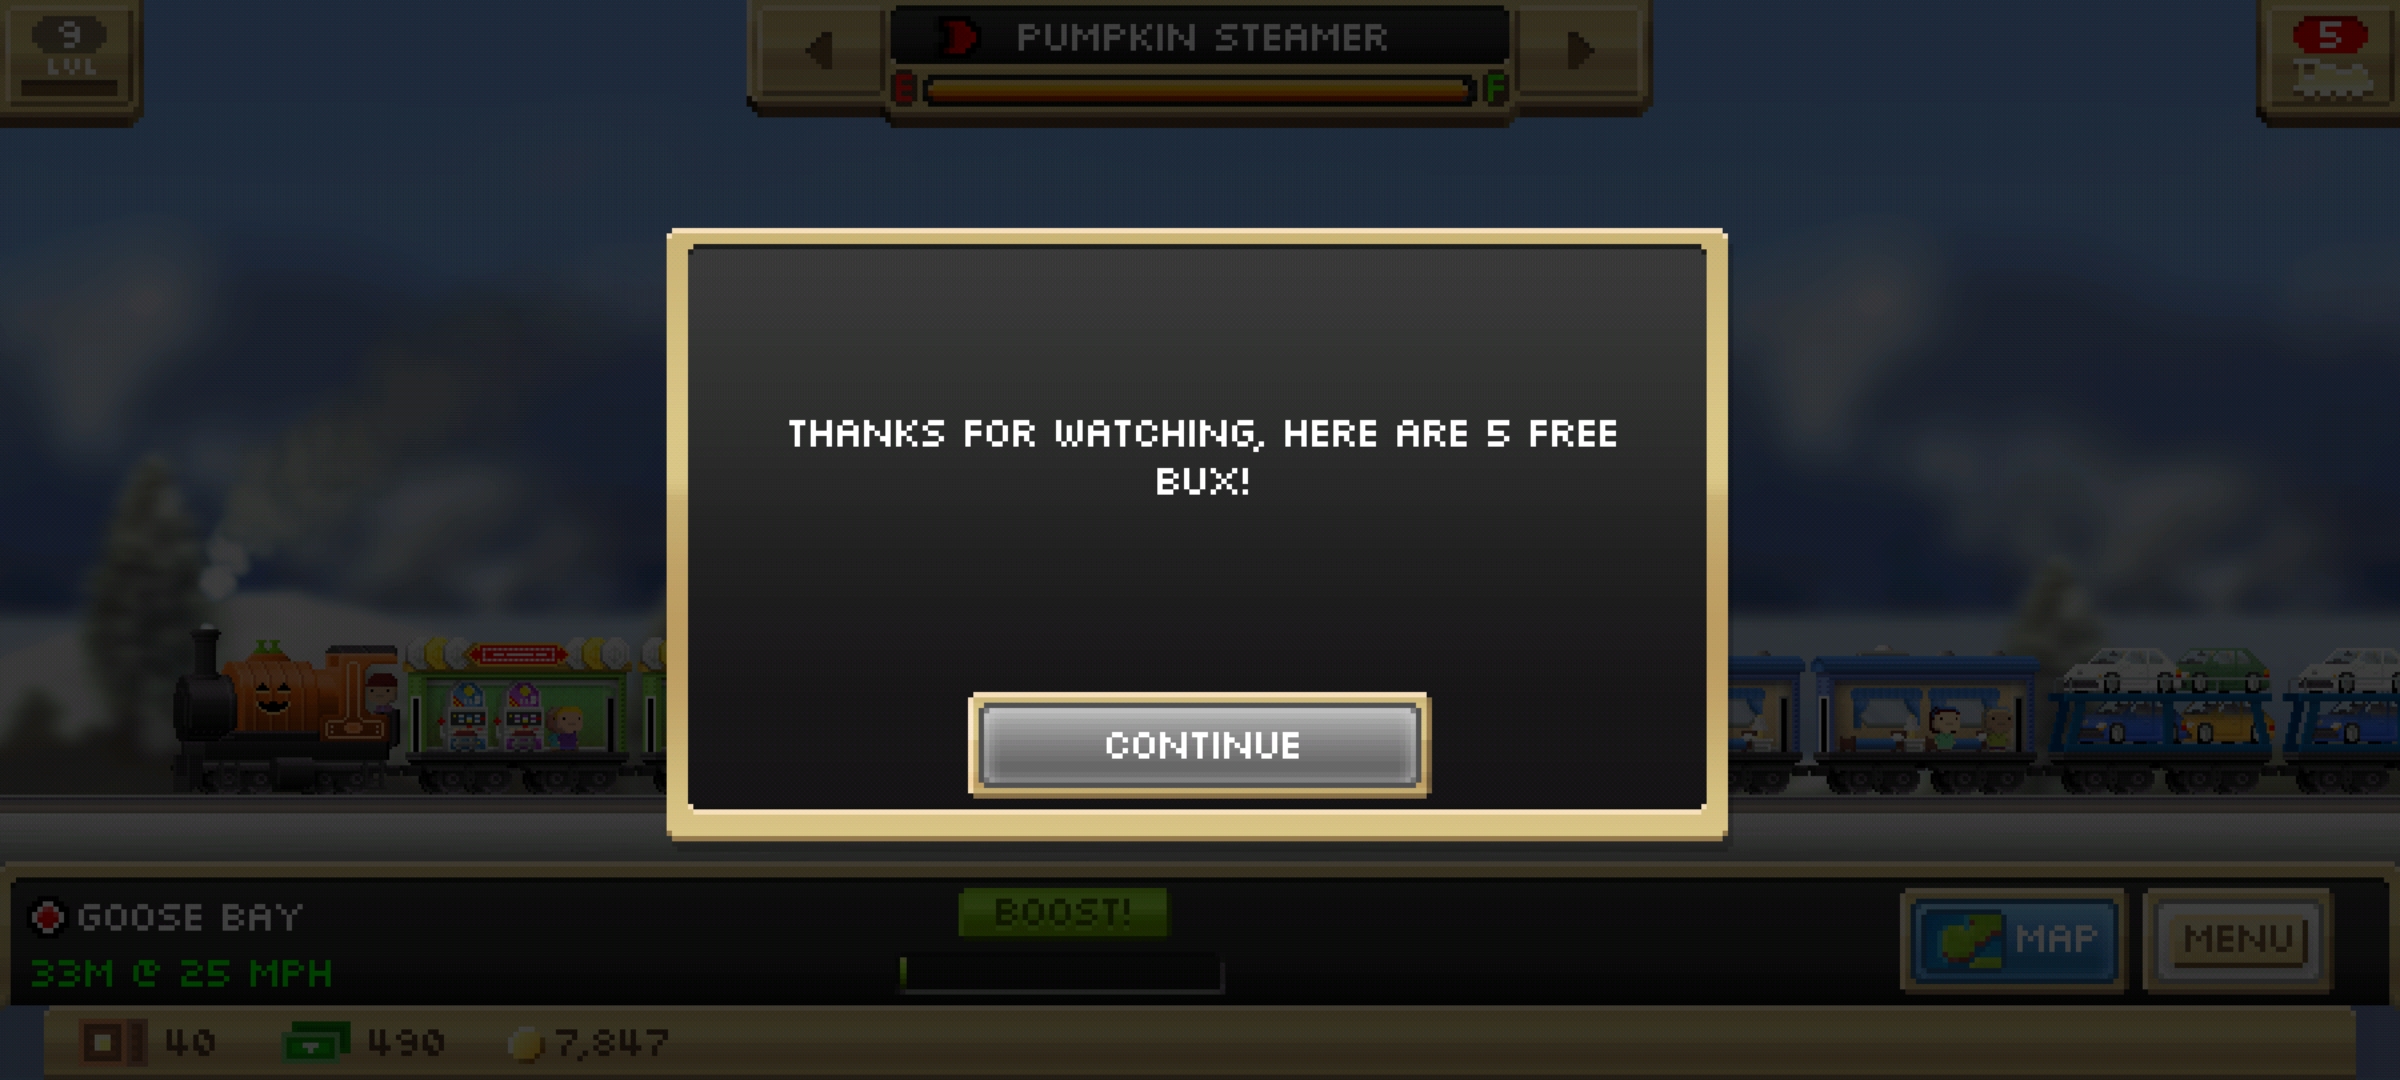 9
LVL
PUMPKIN STEAMER
E F
5
THANKS FOR WATCHING, HERE ARE 5 FREE
BUX!
CONTINUE
GOOSE BAY
33M @ 25 MPH
BOOST!
MAP
MENU
40 490 7,847